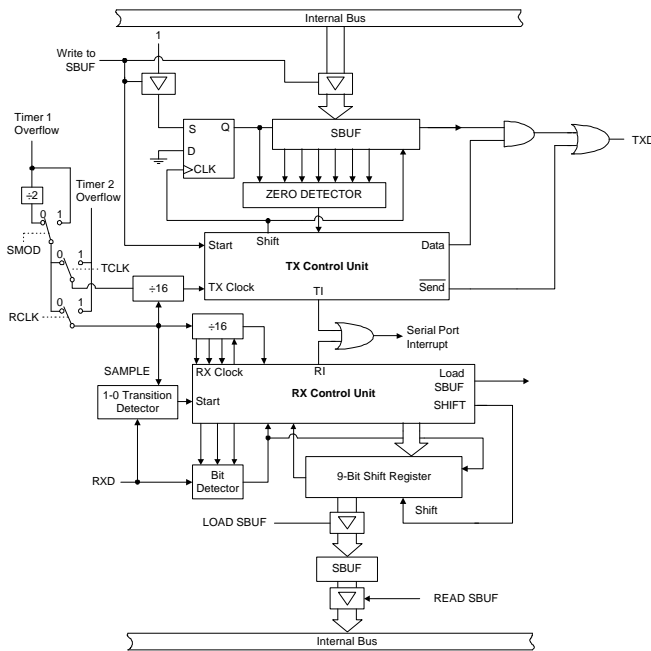 Internal Bus
1
Write to
SBUF
Timer 1
Overflow
S
Q
D
CLK
SBUF
TXD
÷2
Timer 2
Overflow
ZERO DETECTOR
0
1
SMOD
Shift
Start
Data
TX Control Unit
0
1
TCLK
÷16
TX Clock
TI
Send
RCLK
0
1
÷16
Serial Port
Interrupt
SAMPLE
RX Clock
RI
Load
SBUF
1-0 Transition
Detector
Start
RX Control Unit
SHIFT
RXD
Bit
Detector
9-Bit Shift Register
Shift
LOAD SBUF
SBUF
READ SBUF
Internal Bus